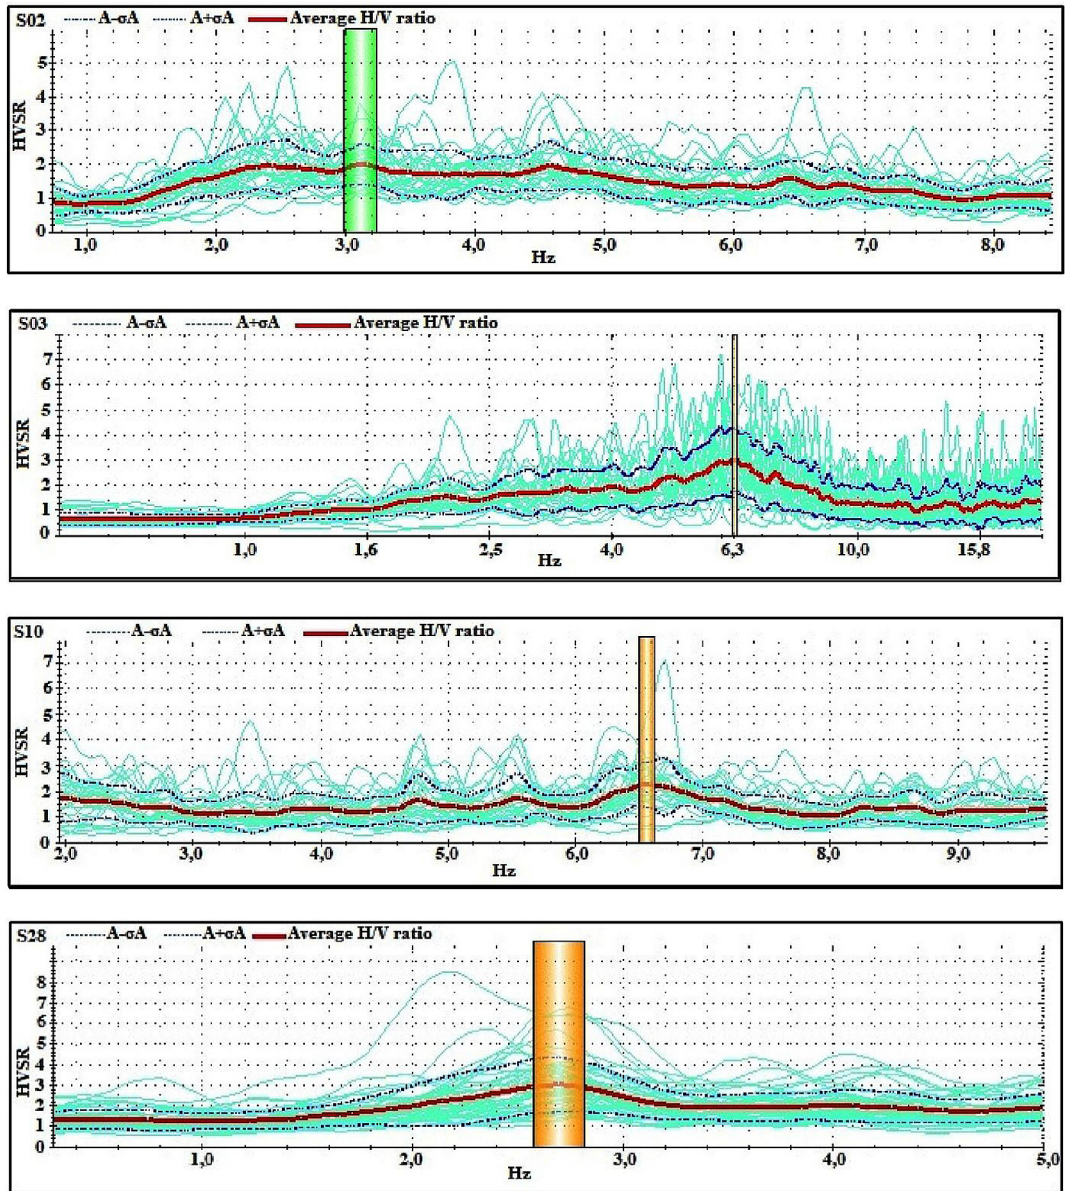 S02 A-σA A+σA Average H/V ratio
HVSR
5
4
3
2
1
0
1,0 2,0 3,0 4,0 5,0 6,0 7,0 8,0
Hz
S03 A-σA A+σA Average H/V ratio
HVSR
7
6
5
4
3
2
1
0
1,0 1,6 2,5 4,0 6,3 10,0 15,8
Hz
S10 A-σA A+σA Average H/V ratio
HVSR
7
6
5
4
3
2
1
0
2,0 3,0 4,0 5,0 6,0 7,0 8,0 9,0
Hz
S28 A-σA A+σA Average H/V ratio
HVSR
8
7
6
5
4
3
2
1
0
1,0 2,0 3,0 4,0 5,0
Hz